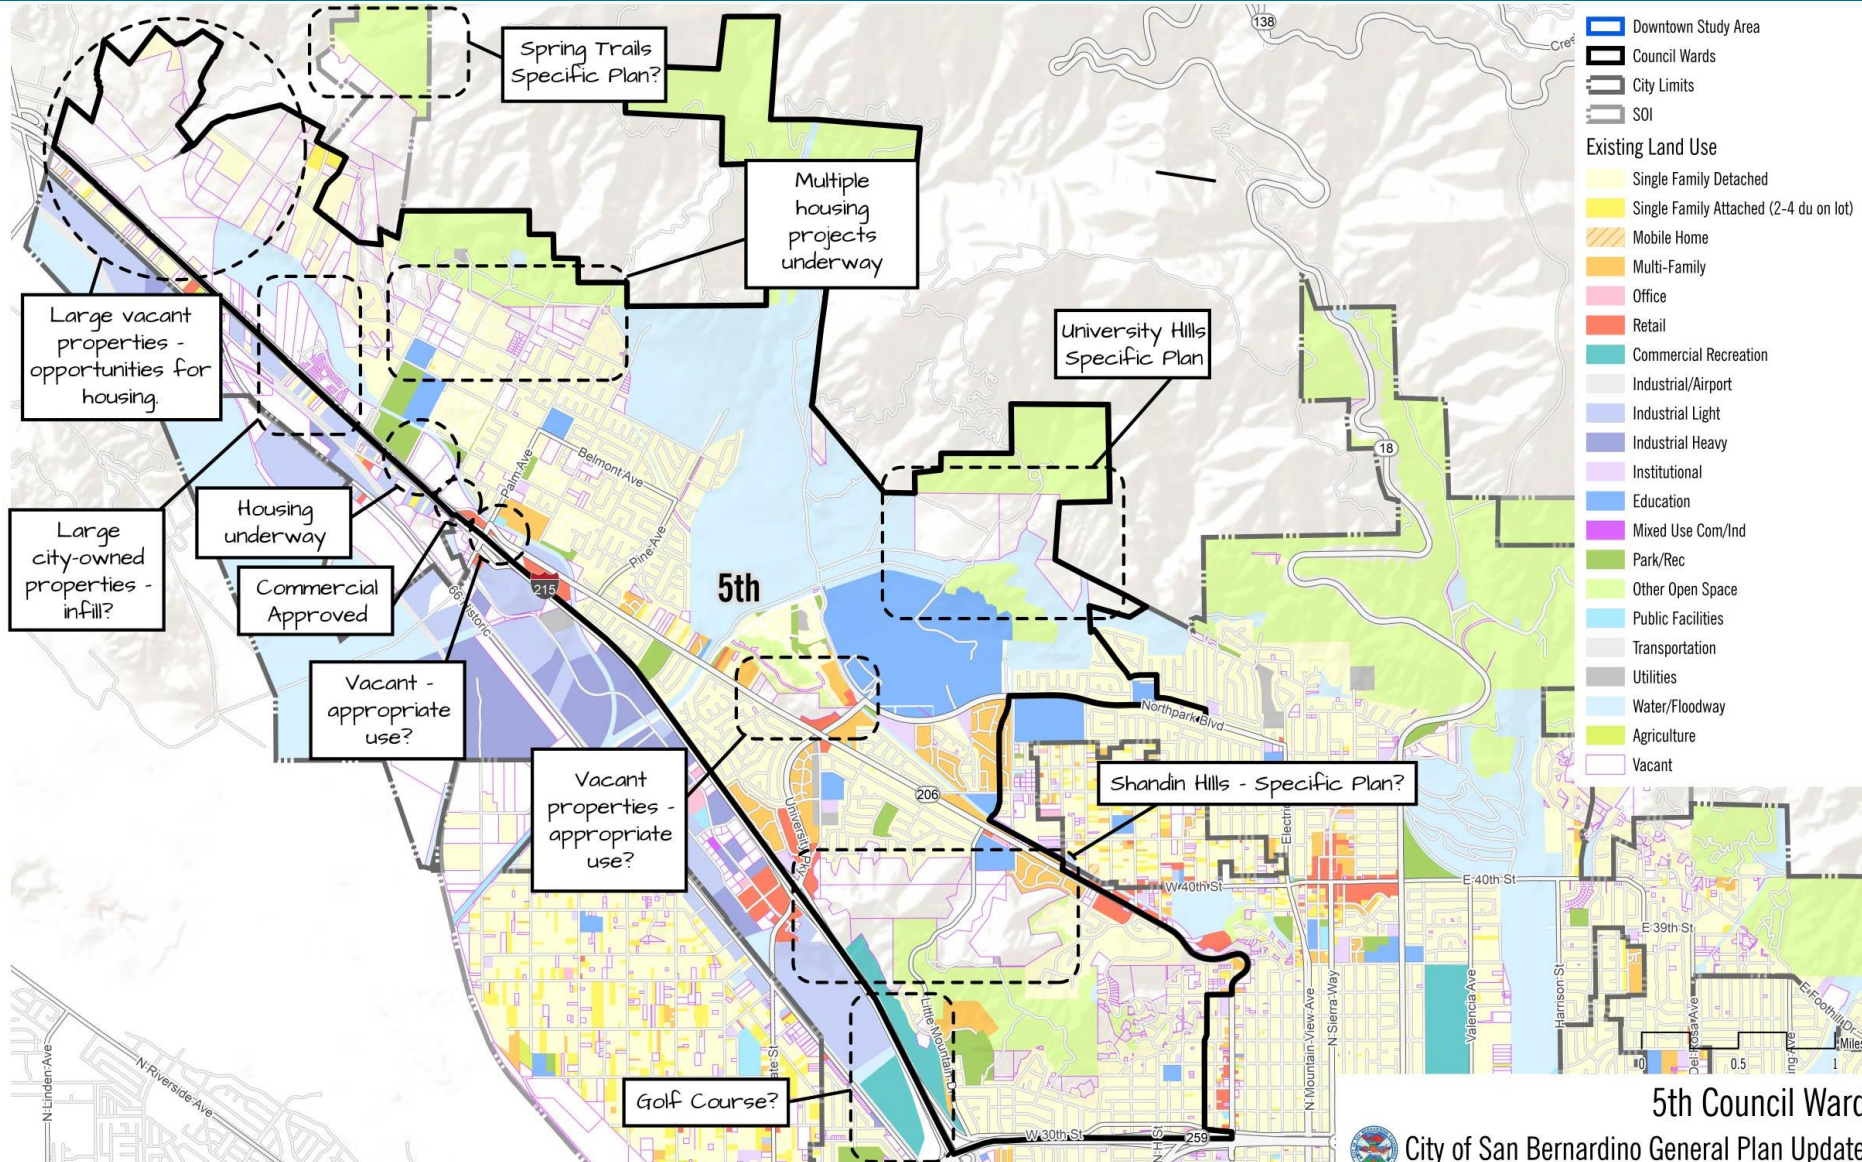 138
Spring Trails
Specific Plan?
Multiple
housing
projects
underway
University Hills
Specific Plan
18
Large vacant
properties -
opportunities for
housing.
Large
city-owned
properties -
infill?
Housing
underway
Commercial
Approved
Vacant -
appropriate
use?
Vacant
properties -
appropriate
use?
Shandin Hills - Specific Plan?
Golf Course?
5th
215
206
259
Palm Ave
Belmont Ave
Pine Ave
66 Historic
University Pky
Northpark Blvd
Electric
W 40th St
E 40th St
E 39th St
Little Mountain D
W 30th St
N H St
N Mountain View Ave
N Sierra Way
Valencia Ave
Harrison St
Del Rosa Ave
E Foothill Dr
N Linden Ave
N Riverside Ave
Downtown Study Area
Council Wards
City Limits
SOI
Existing Land Use
Single Family Detached
Single Family Attached (2-4 du on lot)
Mobile Home
Multi-Family
Office
Retail
Commercial Recreation
Industrial/Airport
Industrial Light
Industrial Heavy
Institutional
Education
Mixed Use Com/Ind
Park/Rec
Other Open Space
Public Facilities
Transportation
Utilities
Water/Floodway
Agriculture
Vacant
0 0.5 1
Miles
5th Council Ward
City of San Bernardino General Plan Update